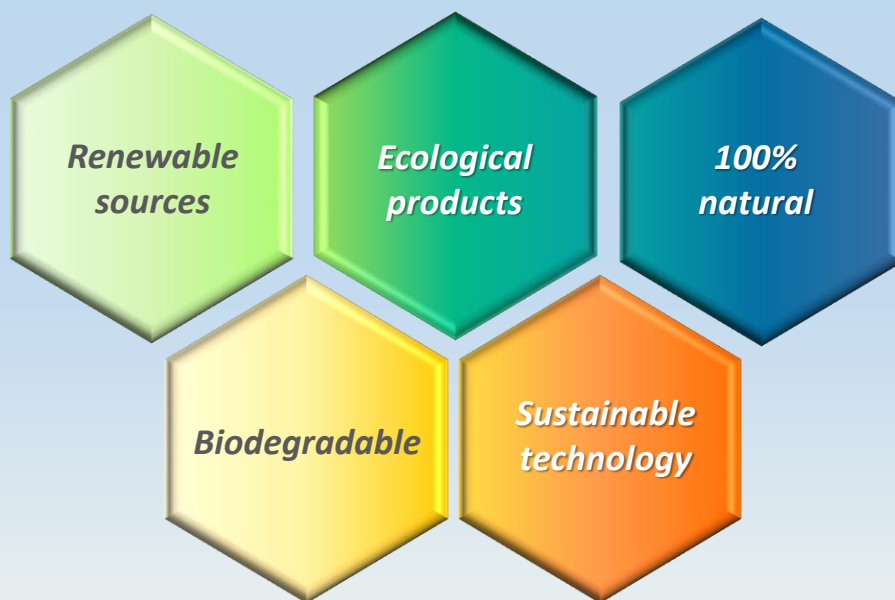 Renewable
sources
Ecological
products
100%
natural
Biodegradable
Sustainable
technology